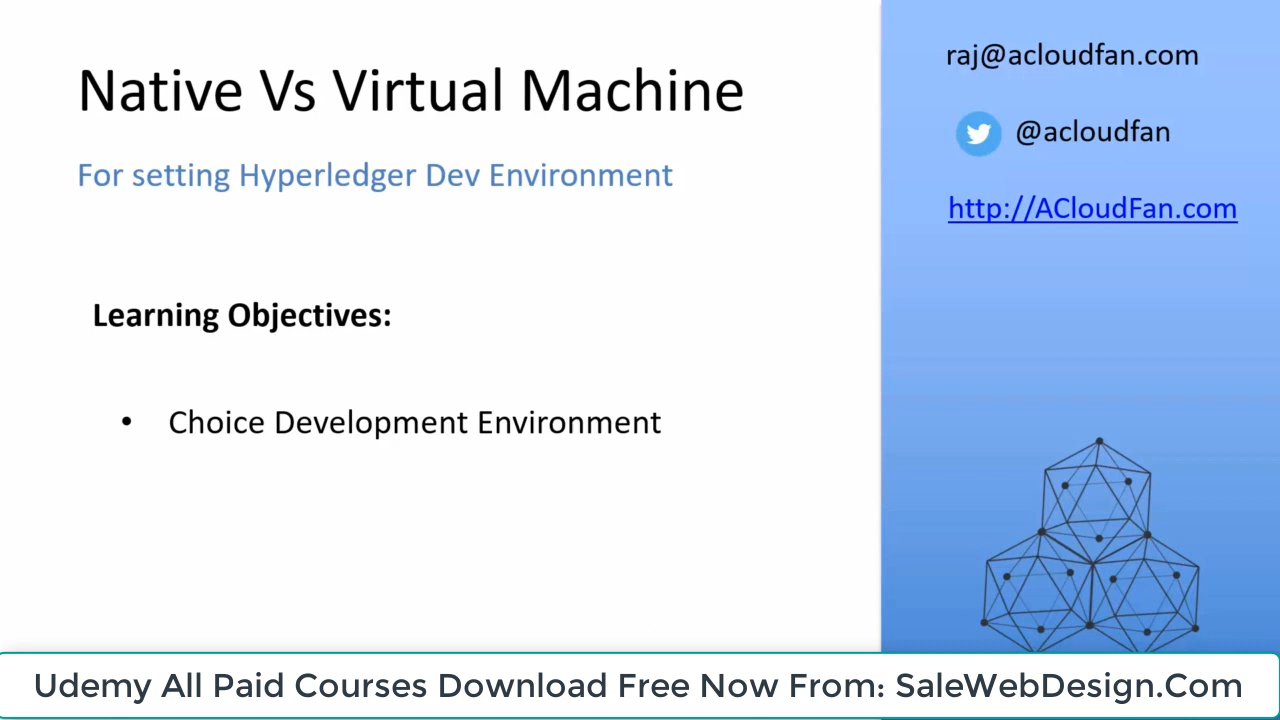 Native Vs Virtual Machine
For setting Hyperledger Dev Environment
Learning Objectives:
• Choice Development Environment
raj@acloudfan.com
@acloudfan
http://ACloudFan.com
Udemy All Paid Courses Download Free Now From: SaleWebDesign.Com